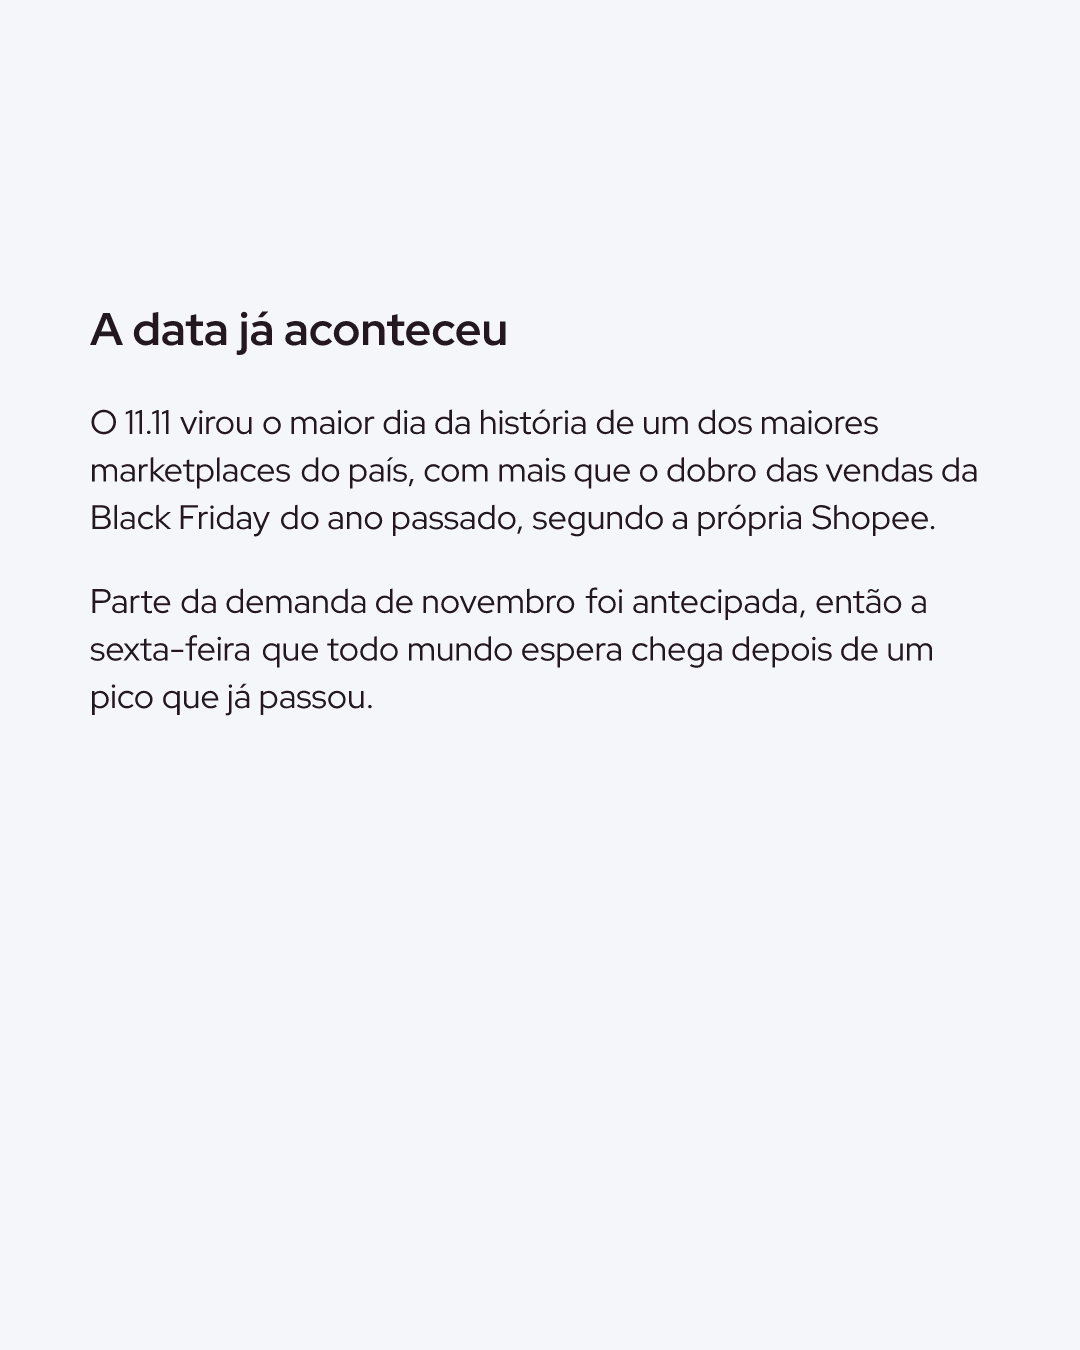 A data já aconteceu
O 11.11 virou o maior dia da história de um dos maiores
marketplaces do país, com mais que o dobro das vendas da
Black Friday do ano passado, segundo a própria Shopee.
Parte da demanda de novembro foi antecipada, então a
sexta-feira que todo mundo espera chega depois de um
pico que já passou.